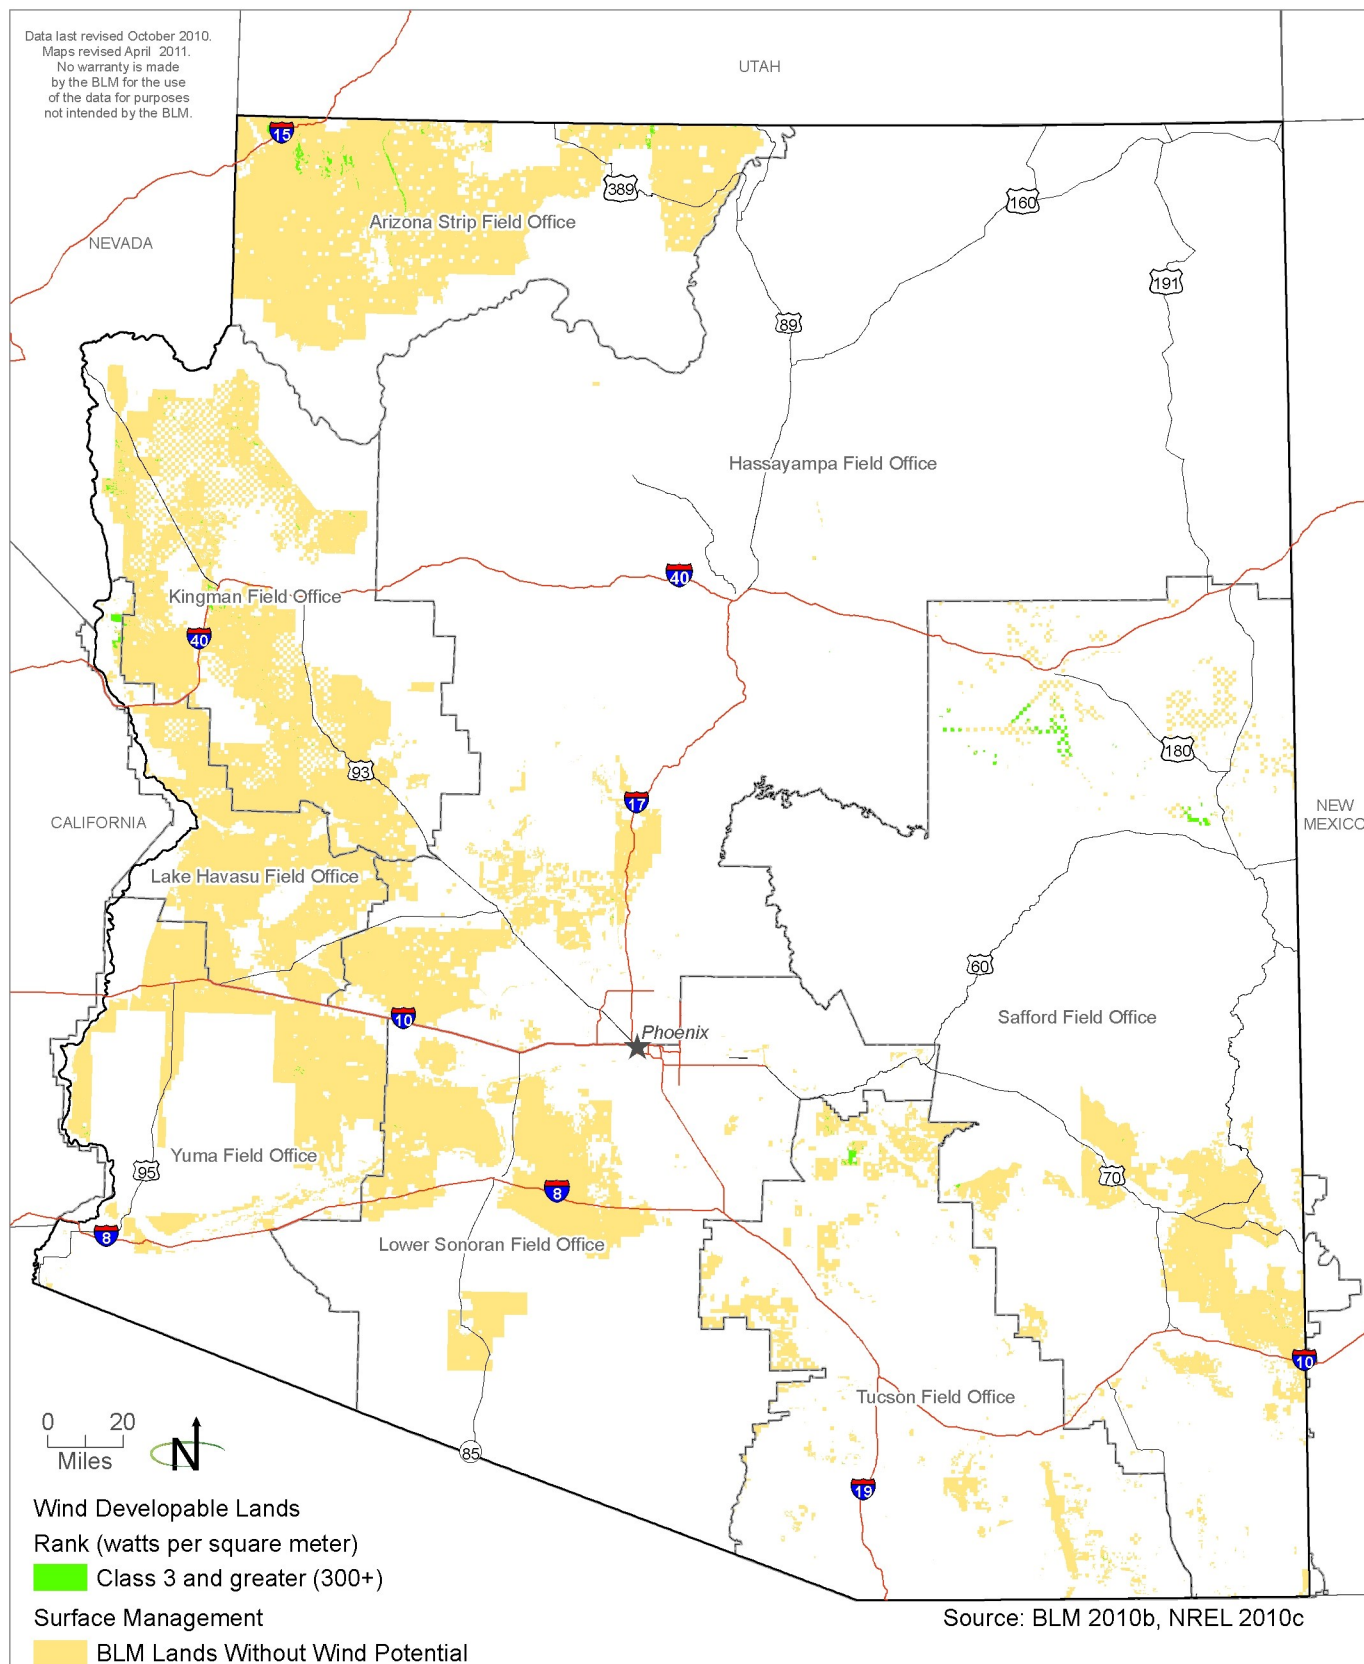 Data last revised October 2010.
Maps revised April 2011.
No warranty is made
by the BLM for the use
of the data for purposes
not intended by the BLM.
UTAH
15
389
160
Arizona Strip Field Office
NEVADA
191
89
Hassayampa Field Office
40
Kingman Field Office
40
180
93
17
CALIFORNIA
NEW
MEXICO
Lake Havasu Field Office
60
10
Phoenix
Safford Field Office
Yuma Field Office
95
70
8
8
Lower Sonoran Field Office
10
Tucson Field Office
0 20
Miles
N
85
19
Wind Developable Lands
Rank (watts per square meter)
Class 3 and greater (300+)
Surface Management
BLM Lands Without Wind Potential
Source: BLM 2010b, NREL 2010c